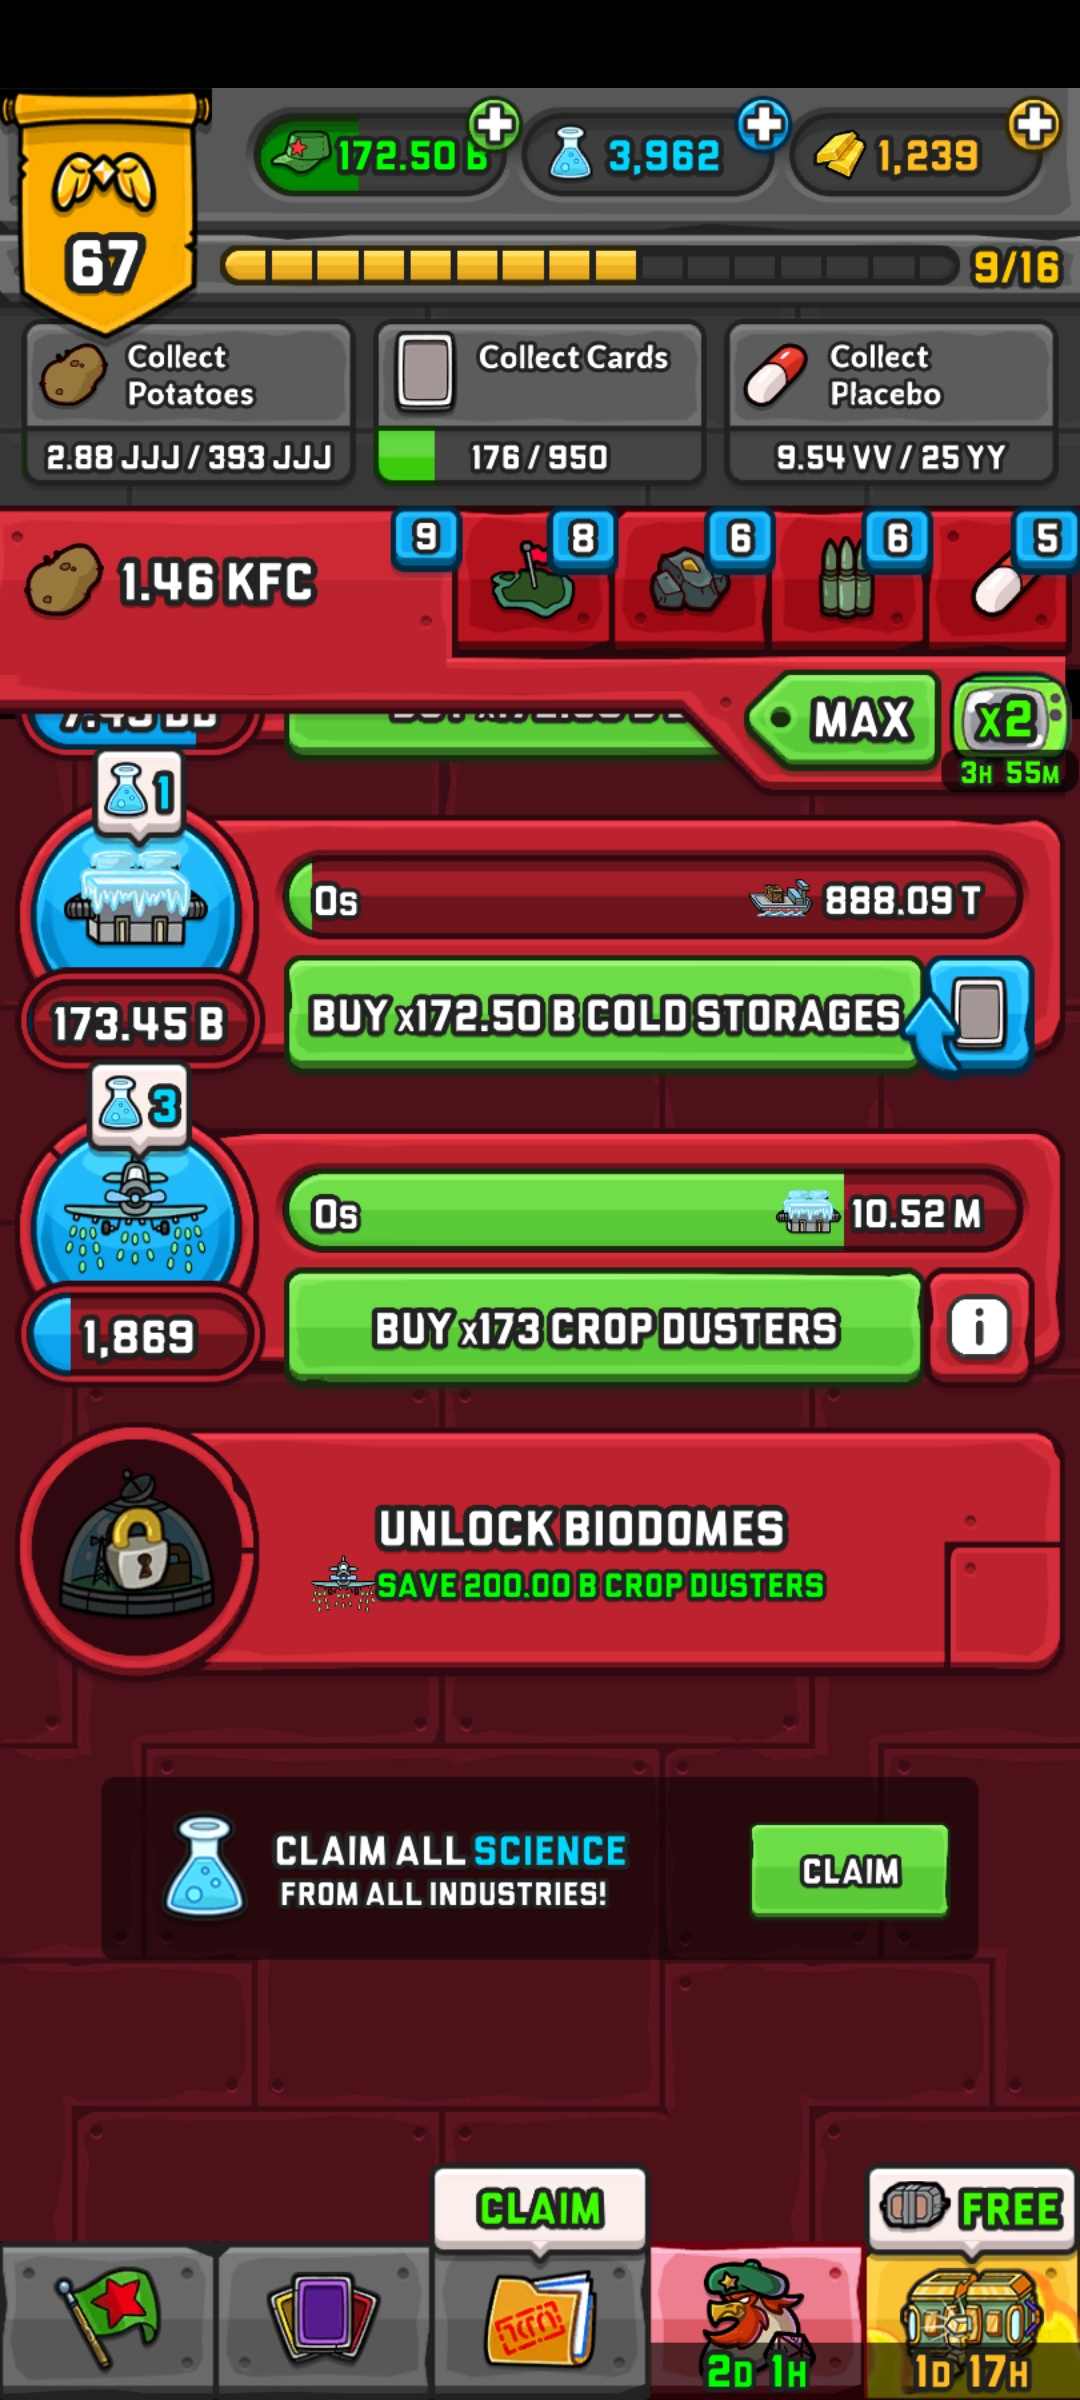 172.50 B
3,962
1,239
67
9/16
Collect Potatoes
2.88 JJJ / 393 JJJ
Collect Cards
176 / 950
Collect Placebo
9.54 VV / 25 YY
1.46 KFC
9
8
6
6
5
MAX
x2
3H 55M
1
0s
888.09 T
173.45 B
BUY x172.50 B COLD STORAGES
3
0s
10.52 M
1,869
BUY x173 CROP DUSTERS
i
UNLOCK BIODOMES
SAVE 200.00 B CROP DUSTERS
CLAIM ALL SCIENCE
FROM ALL INDUSTRIES!
CLAIM
CLAIM
FREE
2D 1H
1D 17H